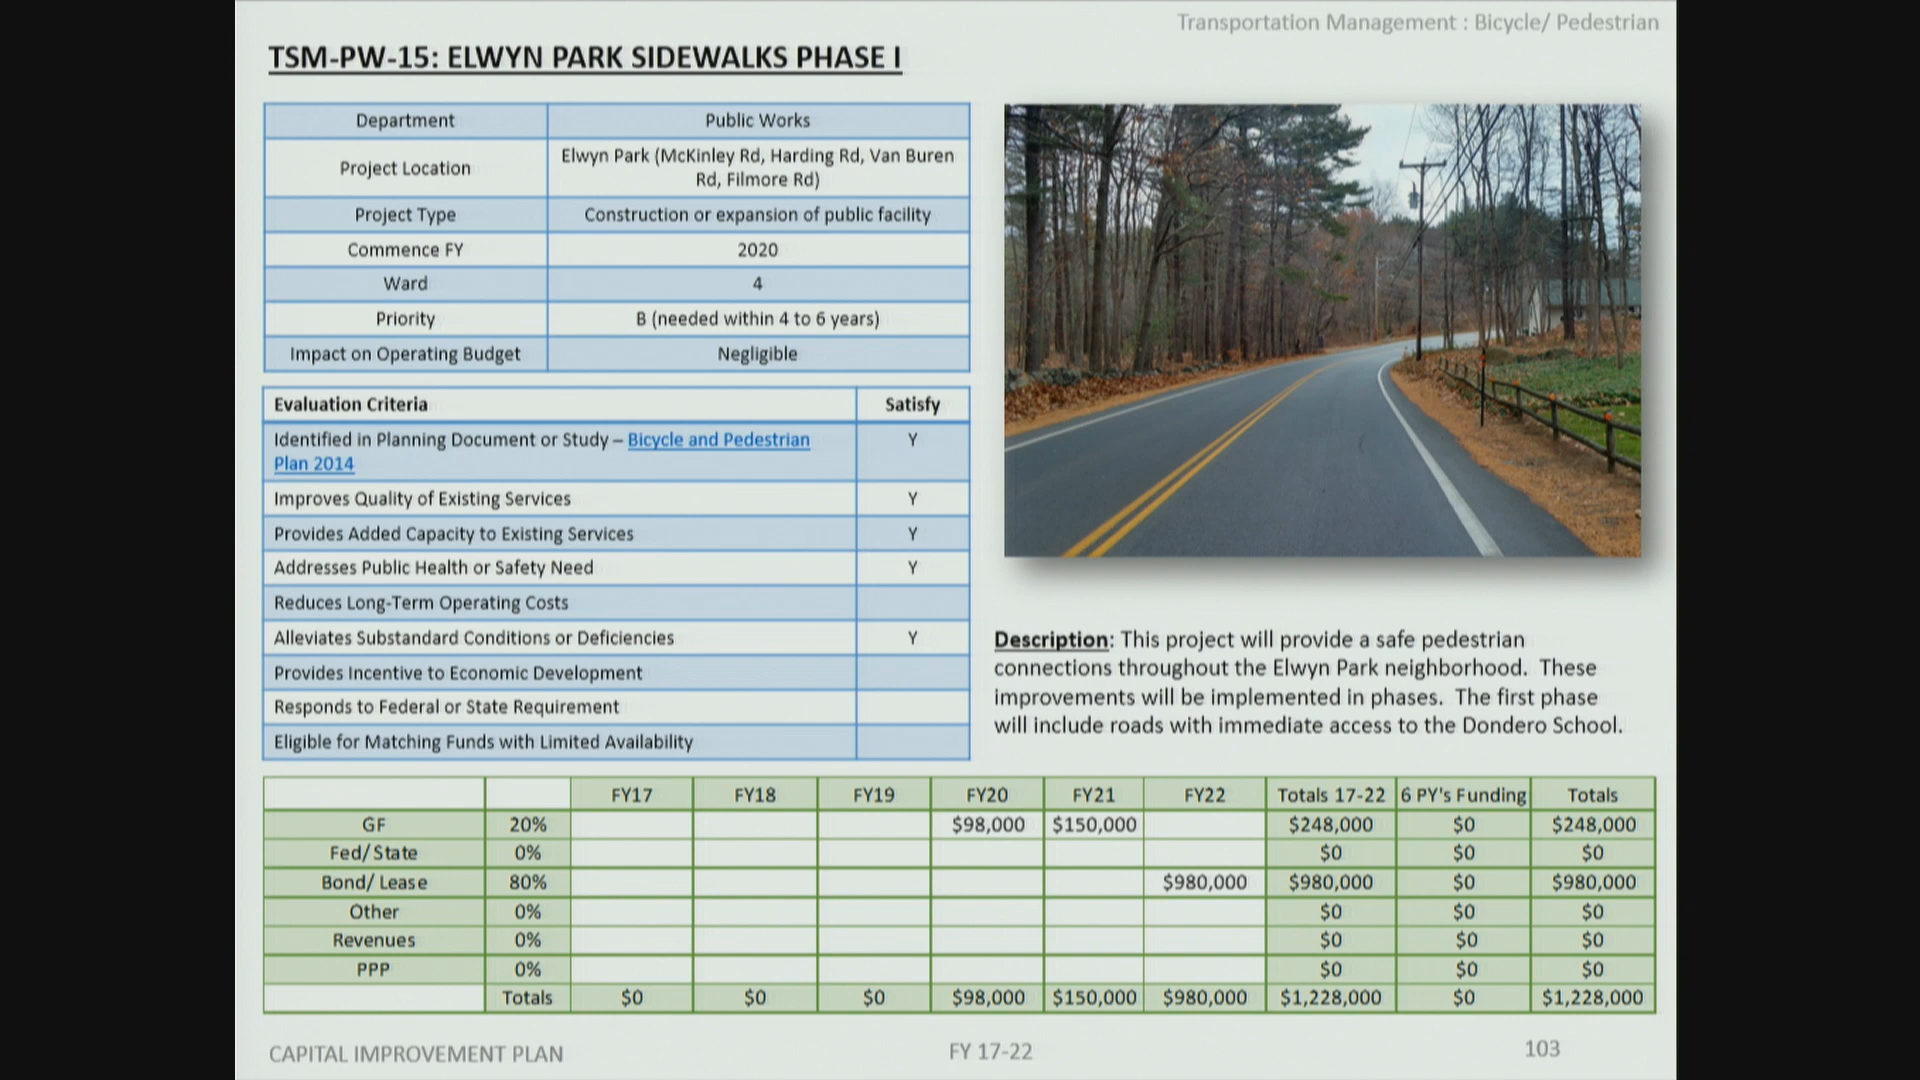 Transportation Management : Bicycle/ Pedestrian
TSM-PW-15: ELWYN PARK SIDEWALKS PHASE I
Department Public Works
Project Location Elwyn Park (McKinley Rd, Harding Rd, Van Buren
Rd, Filmore Rd)
Project Type Construction or expansion of public facility
Commence FY 2020
Ward 4
Priority B (needed within 4 to 6 years)
Impact on Operating Budget Negligible
Evaluation Criteria Satisfy
Identified in Planning Document or Study – Bicycle and Pedestrian Y
Plan 2014
Improves Quality of Existing Services Y
Provides Added Capacity to Existing Services Y
Addresses Public Health or Safety Need Y
Reduces Long-Term Operating Costs
Alleviates Substandard Conditions or Deficiencies Y
Provides Incentive to Economic Development
Responds to Federal or State Requirement
Eligible for Matching Funds with Limited Availability
Description: This project will provide a safe pedestrian
connections throughout the Elwyn Park neighborhood. These
improvements will be implemented in phases. The first phase
will include roads with immediate access to the Dondero School.
FY17 FY18 FY19 FY20 FY21 FY22 Totals 17-22 6 PY's Funding Totals
GF 20% $98,000 $150,000 $248,000 $0 $248,000
Fed/ State 0% $0 $0 $0
Bond/ Lease 80% $980,000 $980,000 $0 $980,000
Other 0% $0 $0 $0
Revenues 0% $0 $0 $0
PPP 0% $0 $0 $0
Totals $0 $0 $0 $98,000 $150,000 $980,000 $1,228,000 $0 $1,228,000
CAPITAL IMPROVEMENT PLAN FY 17-22 103